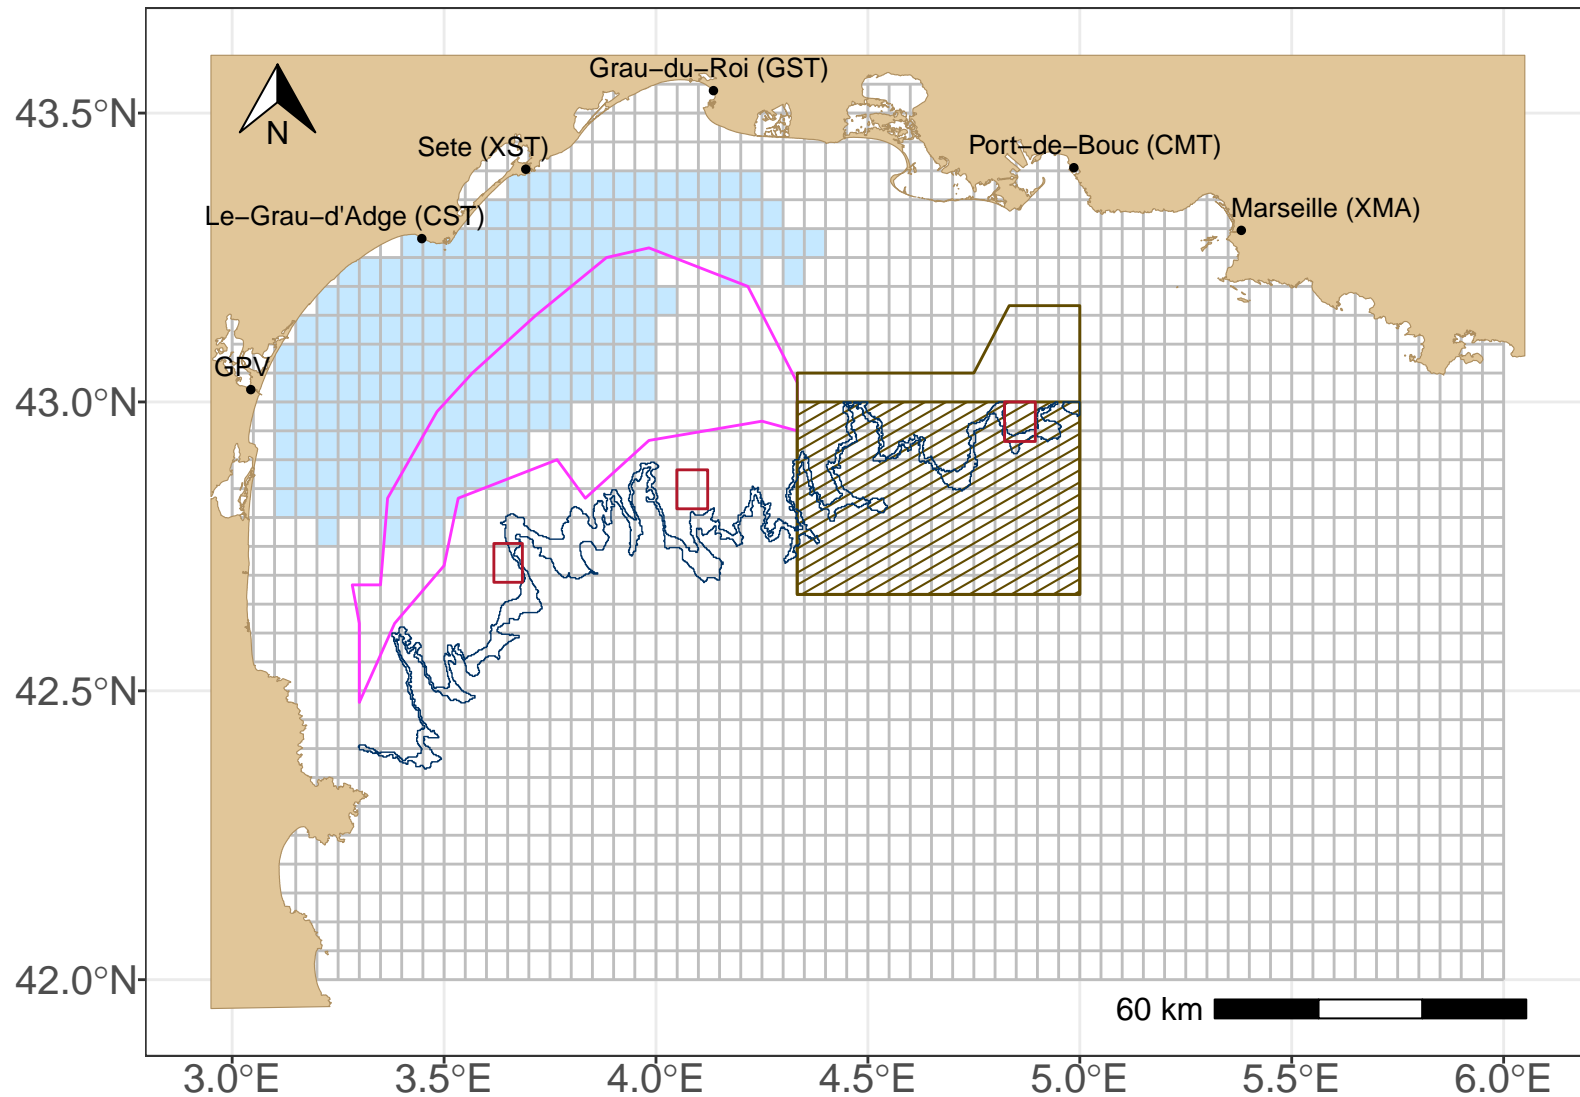 Grau−du−Roi (GST)
43.5°N
N
Sete (XST)
Port−de−Bouc (CMT)
Le−Grau−d'Adge (CST)
Marseille (XMA)
GPV
43.0°N
42.5°N
42.0°N
60 km
3.0°E 3.5°E 4.0°E 4.5°E 5.0°E 5.5°E 6.0°E